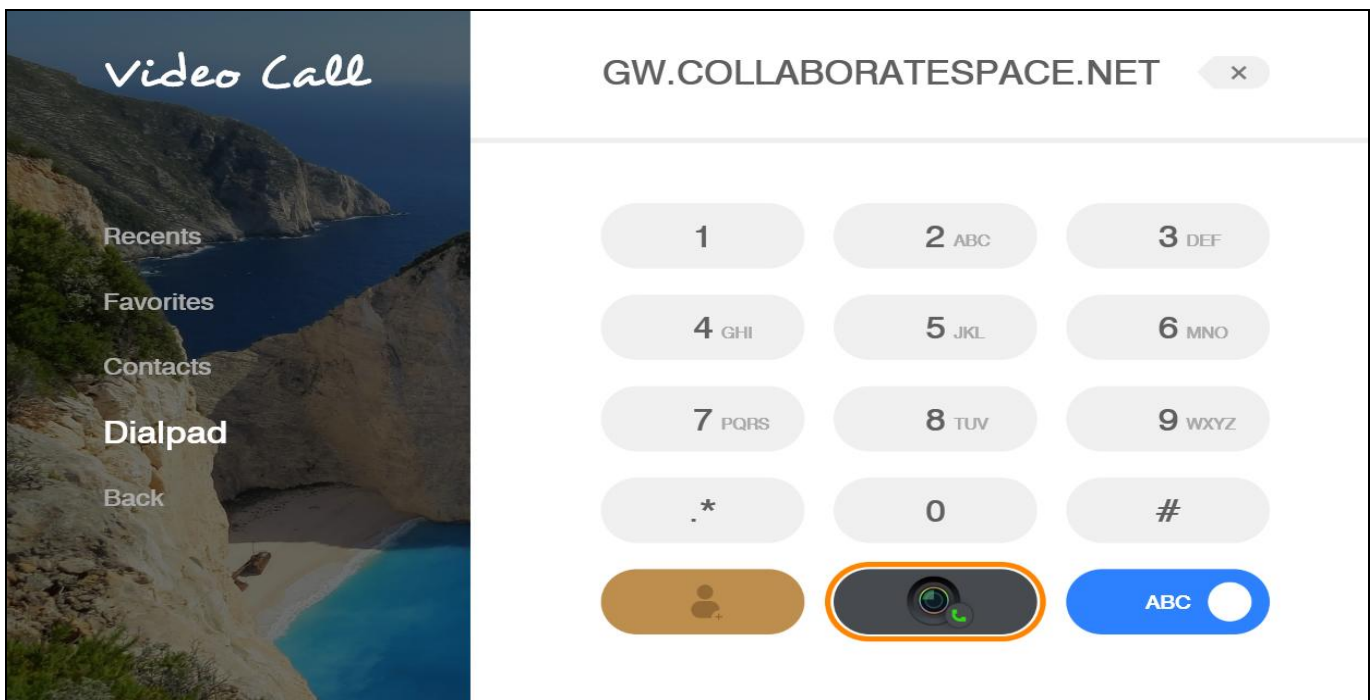 Video Call
Recents
Favorites
Contacts
Dialpad
Back
GW.COLLABORATESPACE.NET ×
1 2 ABC 3 DEF
4 GHI 5 JKL 6 MNO
7 PQRS 8 TUV 9 WXYZ
.* 0 #
ABC